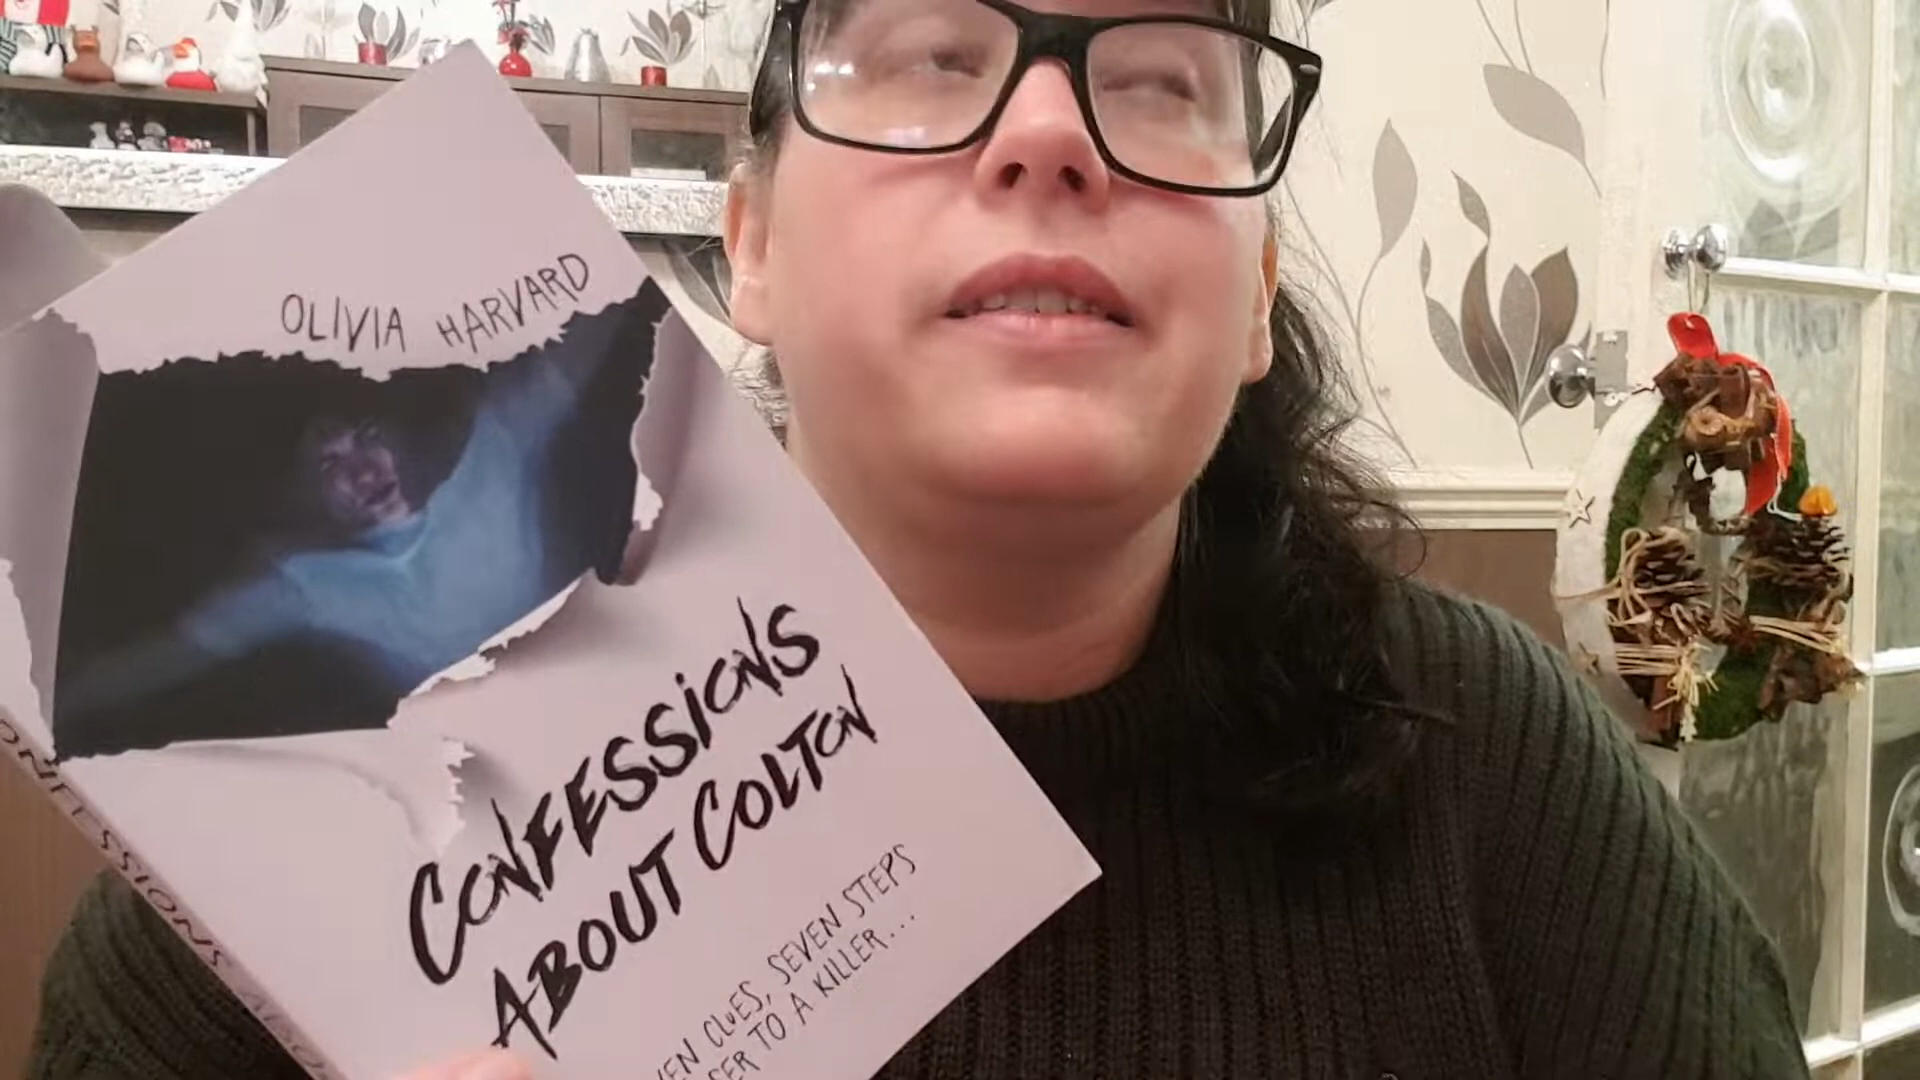 OLIVIA HARVARD
CONFESSIONS
ABOUT COLTON
CLUES, SEVEN STEPS
TO A KILLER...